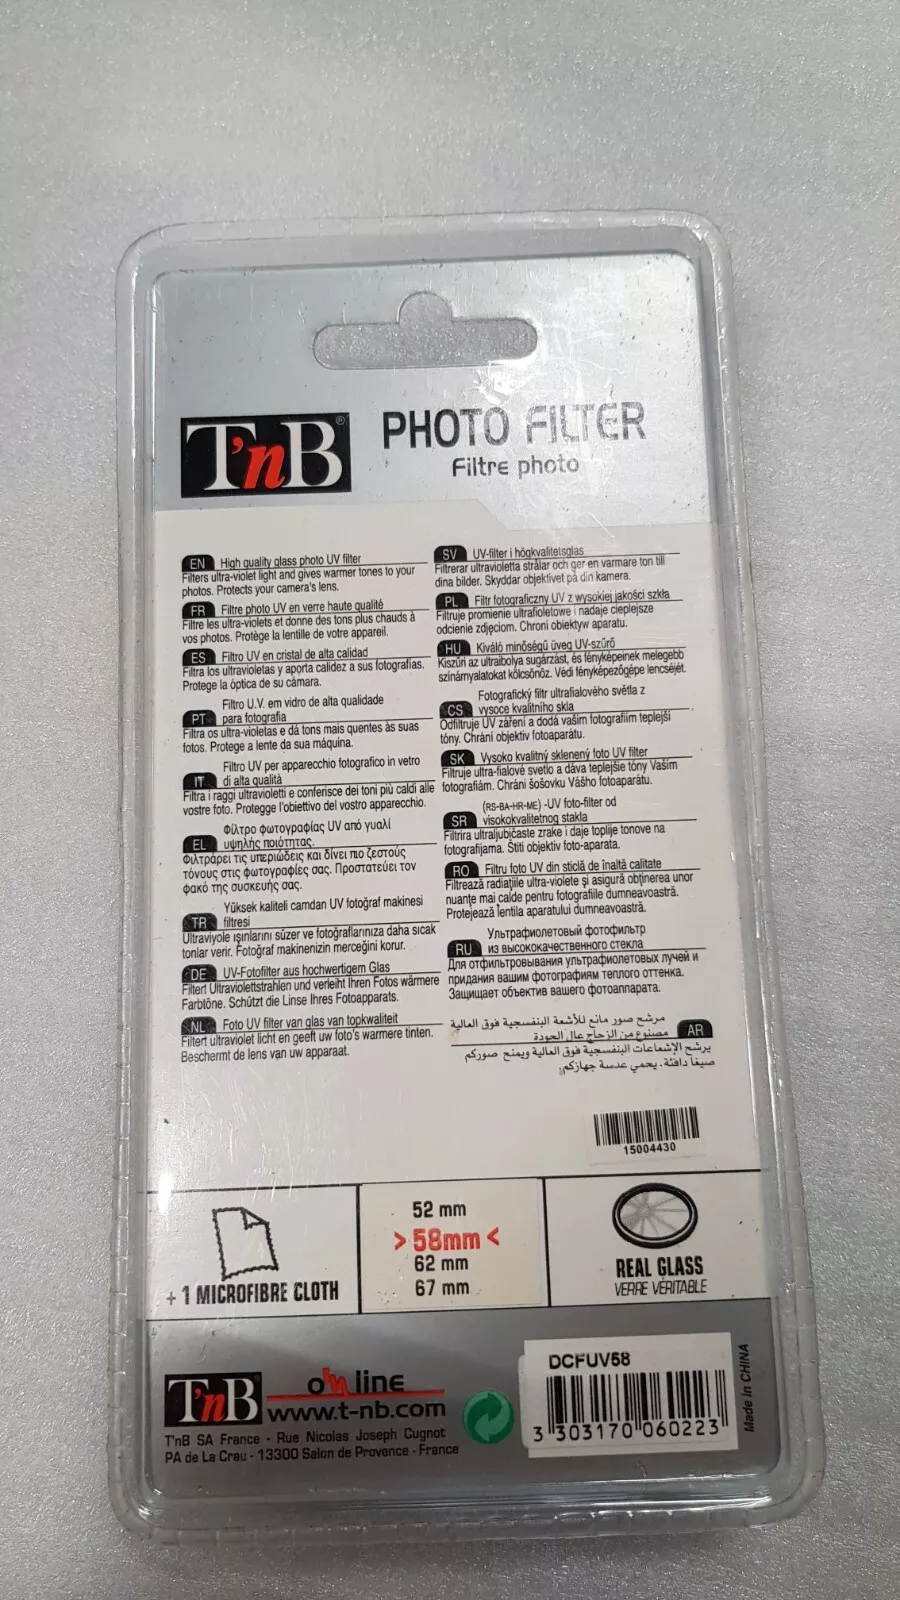 T'nB®
PHOTO FILTER
Filtre photo
EN High quality glass photo UV filter
Filters ultra-violet light and gives warmer tones to your
photos. Protects your camera's lens.
FR Filtre photo UV en verre haute qualité
Filtre les ultra-violets et donne des tons plus chauds à
vos photos. Protège la lentille de votre appareil.
ES Filtro UV en cristal de alta calidad
Filtra los ultravioletas y aporta calidez a sus fotografías.
Protege la óptica de su cámara.
Filtro U.V. em vidro de alta qualidade
PT para fotografia
Filtra os ultra-violetas e dá tons mais quentes às suas
fotos. Protege a lente da sua máquina.
Filtro UV per apparecchio fotografico in vetro
IT di alta qualità
Filtra i raggi ultravioletti e conferisce dei toni più caldi alle
vostre foto. Protegge l'obiettivo del vostro apparecchio.
Φίλτρο φωτογραφίας UV από γυαλί
EL υψηλής ποιότητας.
Φιλτράρει τις υπεριώδεις και δίνει πιο ζεστούς
τόνους στις φωτογραφίες σας. Προστατεύει τον
φακό της συσκευής σας.
Yüksek kaliteli camdan UV fotoğraf makinesi
TR filtresi
Ultraviyole ışınlarını süzer ve fotoğraflarınıza daha sıcak
tonlar verir. Fotoğraf makinenizin merceğini korur.
DE UV-Fotofilter aus hochwertigem Glas
Filtert Ultraviolettstrahlen und verleiht Ihren Fotos wärmere
Farbtöne. Schützt die Linse Ihres Fotoapparats.
NL Foto UV filter van glas van topkwaliteit
Filtert ultraviolet licht en geeft uw foto's warmere tinten.
Beschermt de lens van uw apparaat.
SV UV-filter i högkvalitetsglas
Filtrerar ultravioletta strålar och ger en varmare ton till
dina bilder. Skyddar objektivet på din kamera.
PL Filtr fotograficzny UV z wysokiej jakości szkła
Filtruje promienie ultrafioletowe i nadaje cieplejsze
odcienie zdjęciom. Chroni obiektyw aparatu.
HU Kiváló minőségű üveg UV-szűrő
Kiszűri az ultraibolya sugárzást, és fényképeinek melegebb
színárnyalatokat kölcsönöz. Védi fényképezőgépe lencséjét.
Fotografický filtr ultrafialového světla z
CS vysoce kvalitního skla
Odfiltruje UV záření a dodá vašim fotografiím teplejší
tóny. Chrání objektiv fotoaparátu.
SK Vysoko kvalitný sklenený foto UV filter
Filtruje ultra-fialové svetlo a dáva teplejšie tóny Vašim
fotografiám. Chráni šošovku Vášho fotoaparátu.
(RS-BA-HR-ME) -UV foto-filter od
SR visokokvalitetnog stakla
Filtrira ultraljubičaste zrake i daje toplije tonove na
fotografijama. Štiti objektiv foto-aparata.
RO Filtru foto UV din sticlă de înaltă calitate
Filtrează radiaţiile ultra-violete şi asigură obţinerea unor
nuanţe mai calde pentru fotografiile dumneavoastră.
Protejează lentila aparatului dumneavoastră.
Ультрафиолетовый фотофильтр
RU из высококачественного стекла
Для отфильтровывания ультрафиолетовых лучей и
придания вашим фотографиям теплого оттенка.
Защищает объектив вашего фотоаппарата.
مرشح صور مانع للأشعة البنفسجية فوق العالية
AR مصنوع من الزجاج عال الجودة
يرشح الإشعاعات البنفسجية فوق العالية ويمنح صوركم
صيغا دافئة. يحمي عدسة جهازكم.
15004430
+ 1 MICROFIBRE CLOTH
52 mm
>58mm<
62 mm
67 mm
REAL GLASS
VERRE VÉRITABLE
T'nB on line
www.t-nb.com
T'nB SA France - Rue Nicolas Joseph Cugnot
PA de La Crau - 13300 Salon de Provence - France
DCFUV58
3 303170 060223
Made in CHINA